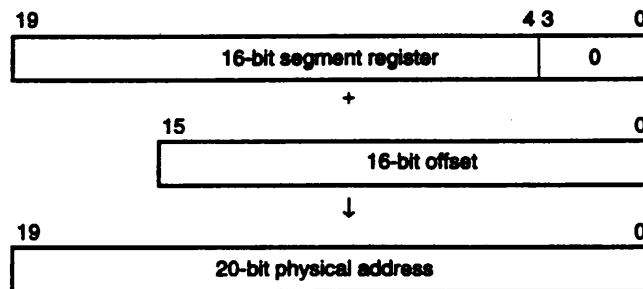 19 4 3 0
16-bit segment register 0 0
+
15 0
16-bit offset
↓
19 0
20-bit physical address